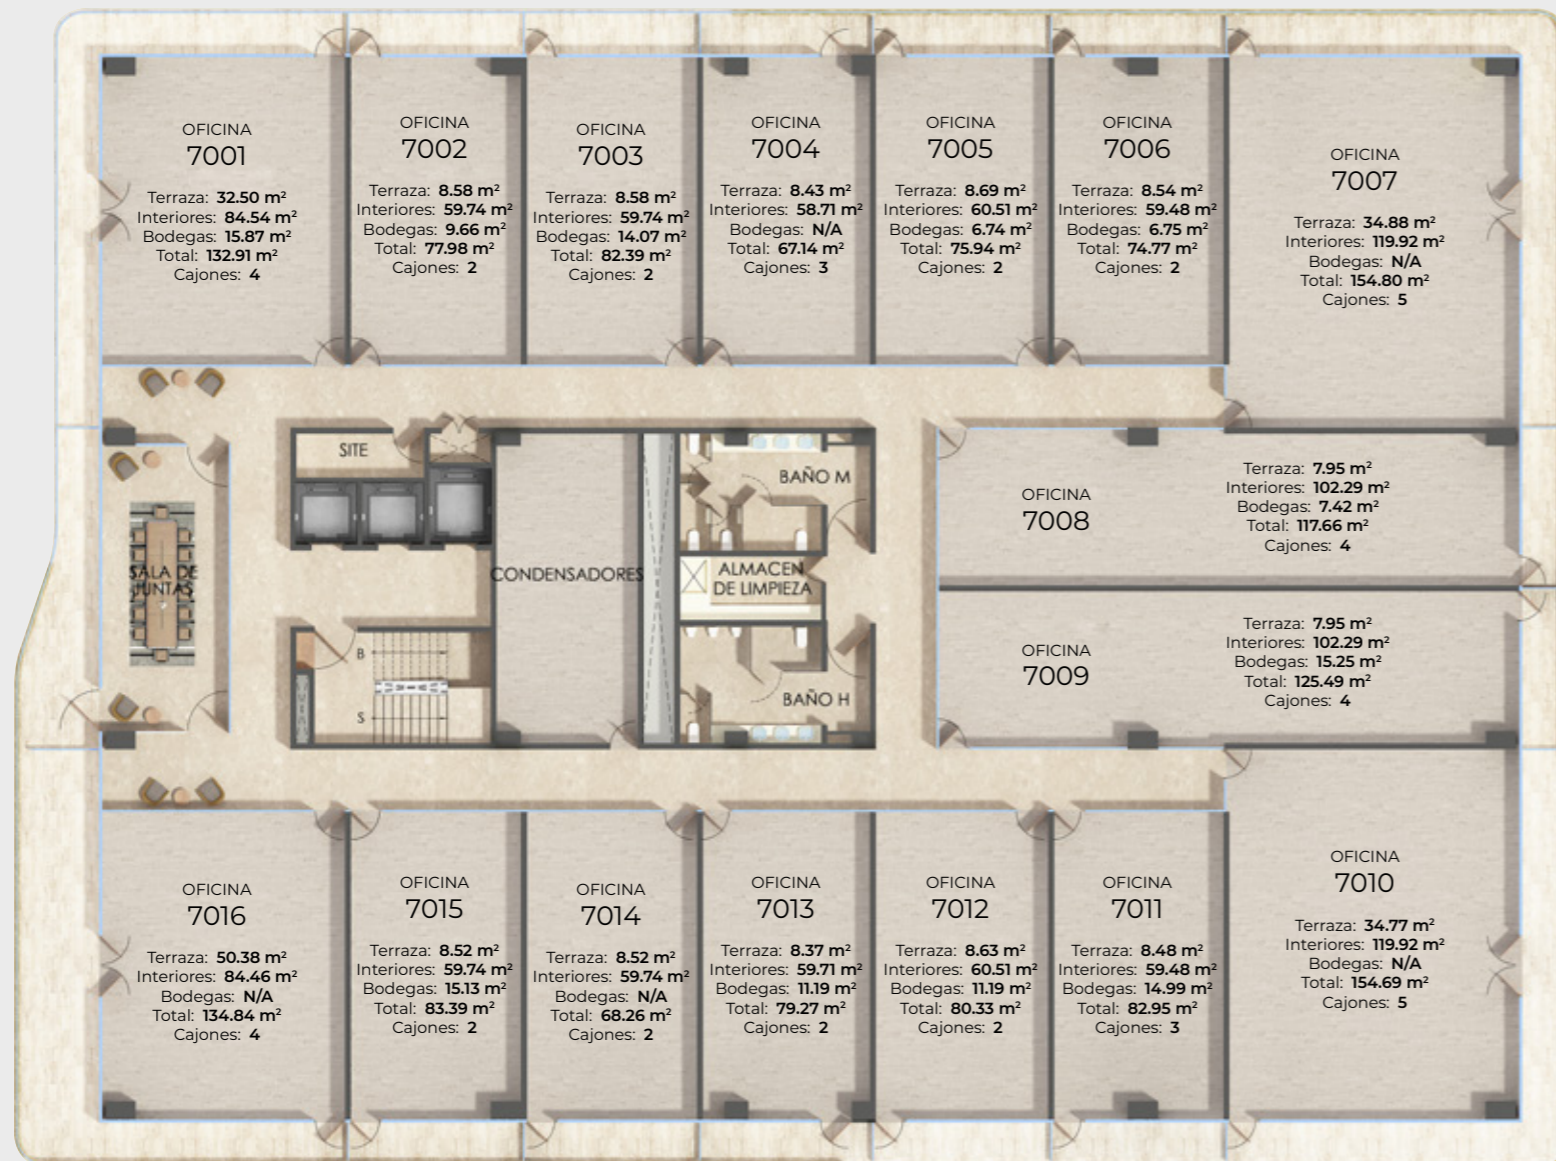 OFICINA
7001
Terraza: 32.50 m²
Interiores: 84.54 m²
Bodegas: 15.87 m²
Total: 132.91 m²
Cajones: 4
OFICINA
7002
Terraza: 8.58 m²
Interiores: 59.74 m²
Bodegas: 9.66 m²
Total: 77.98 m²
Cajones: 2
OFICINA
7003
Terraza: 8.58 m²
Interiores: 59.74 m²
Bodegas: 14.07 m²
Total: 82.39 m²
Cajones: 2
OFICINA
7004
Terraza: 8.43 m²
Interiores: 58.71 m²
Bodegas: N/A
Total: 67.14 m²
Cajones: 3
OFICINA
7005
Terraza: 8.69 m²
Interiores: 60.51 m²
Bodegas: 6.74 m²
Total: 75.94 m²
Cajones: 2
OFICINA
7006
Terraza: 8.54 m²
Interiores: 59.48 m²
Bodegas: 6.75 m²
Total: 74.77 m²
Cajones: 2
OFICINA
7007
Terraza: 34.88 m²
Interiores: 119.92 m²
Bodegas: N/A
Total: 154.80 m²
Cajones: 5
SITE
BAÑO M
CONDENSADORES
ALMACEN
DE LIMPIEZA
SALA DE
JUNTAS
B
S
BAÑO H
OFICINA
7008
Terraza: 7.95 m²
Interiores: 102.29 m²
Bodegas: 7.42 m²
Total: 117.66 m²
Cajones: 4
OFICINA
7009
Terraza: 7.95 m²
Interiores: 102.29 m²
Bodegas: 15.25 m²
Total: 125.49 m²
Cajones: 4
OFICINA
7016
Terraza: 50.38 m²
Interiores: 84.46 m²
Bodegas: N/A
Total: 134.84 m²
Cajones: 4
OFICINA
7015
Terraza: 8.52 m²
Interiores: 59.74 m²
Bodegas: 15.13 m²
Total: 83.39 m²
Cajones: 2
OFICINA
7014
Terraza: 8.52 m²
Interiores: 59.74 m²
Bodegas: N/A
Total: 68.26 m²
Cajones: 2
OFICINA
7013
Terraza: 8.37 m²
Interiores: 59.71 m²
Bodegas: 11.19 m²
Total: 79.27 m²
Cajones: 2
OFICINA
7012
Terraza: 8.63 m²
Interiores: 60.51 m²
Bodegas: 11.19 m²
Total: 80.33 m²
Cajones: 2
OFICINA
7011
Terraza: 8.48 m²
Interiores: 59.48 m²
Bodegas: 14.99 m²
Total: 82.95 m²
Cajones: 3
OFICINA
7010
Terraza: 34.77 m²
Interiores: 119.92 m²
Bodegas: N/A
Total: 154.69 m²
Cajones: 5